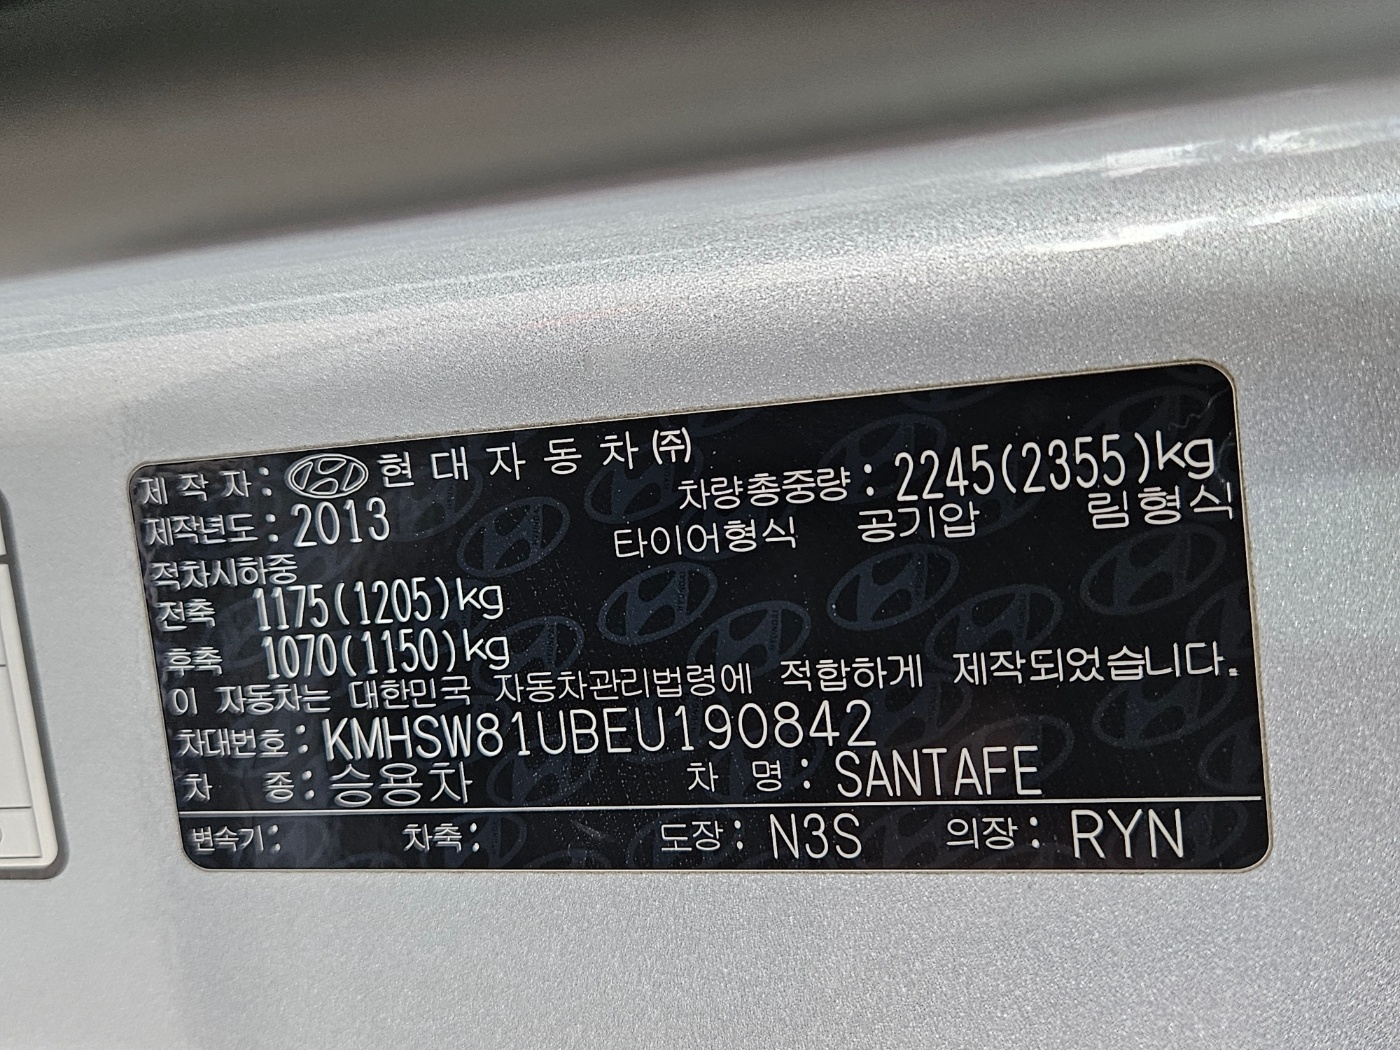 제 작 자 : 현 대 자 동 차 (주)
제작년도 : 2013 차량총중량 : 2245(2355)kg
적차시하중 타이어형식 공기압 림형식
전축 1175(1205)kg
후축 1070(1150)kg
이 자동차는 대한민국 자동차관리법령에 적합하게 제작되었습니다.
차대번호 : KMHSW81UBEU190842
차 종 : 승용차 차 명 : SANTAFE
변속기 : 차축 : 도장 : N3S 의장 : RYN